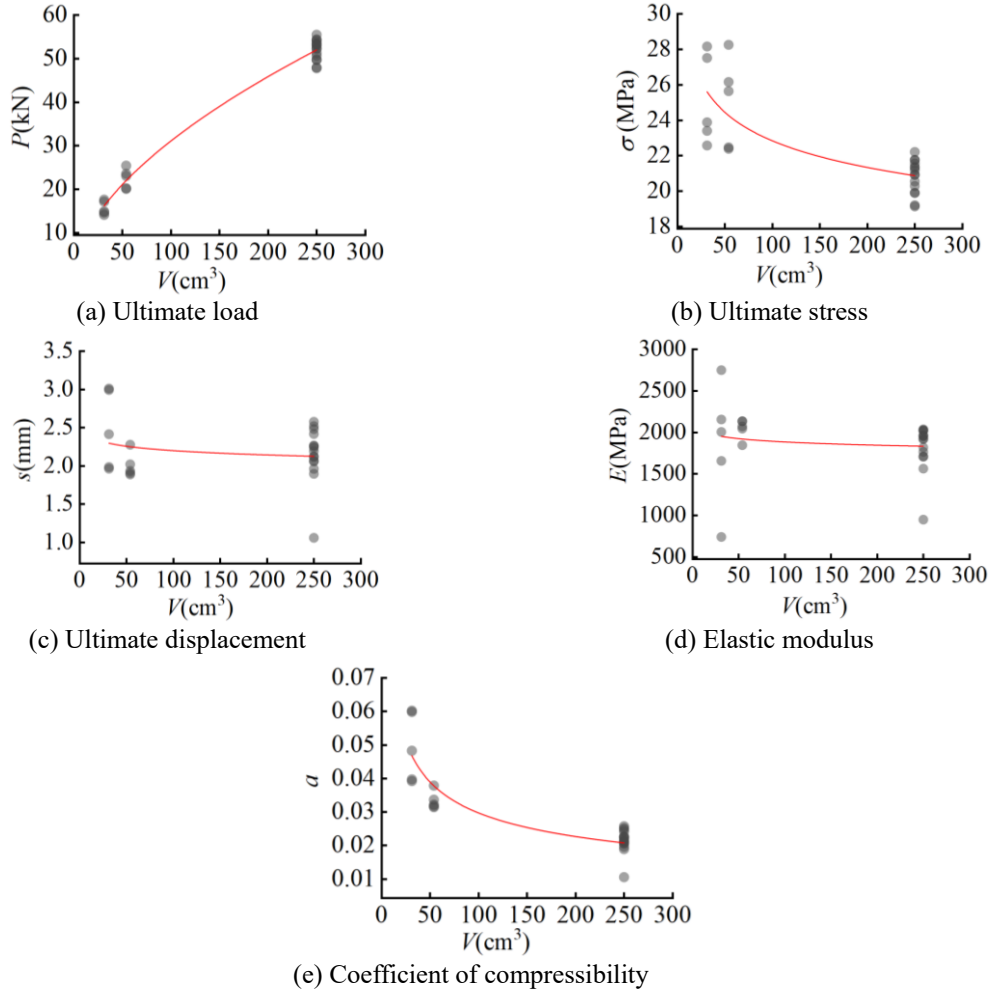 60
50
40
30
20
10
P(kN)
0 50 100 150 200 250 300
V(cm³)
(a) Ultimate load
30
28
26
24
22
20
18
σ (MPa)
0 50 100 150 200 250 300
V(cm³)
(b) Ultimate stress
3.5
3.0
2.5
2.0
1.5
1.0
s(mm)
0 50 100 150 200 250 300
V(cm³)
(c) Ultimate displacement
3000
2500
2000
1500
1000
500
E(MPa)
0 50 100 150 200 250 300
V(cm³)
(d) Elastic modulus
0.07
0.06
0.05
0.04
0.03
0.02
0.01
a
0 50 100 150 200 250 300
V(cm³)
(e) Coefficient of compressibility